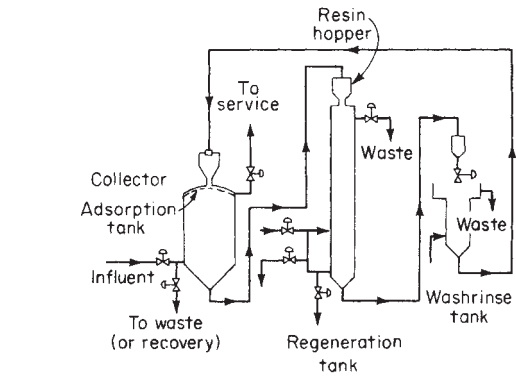 Resin
hopper
To
service
Waste
Collector
Adsorption
tank
Waste
Influent
Washrinse
tank
To waste
(or recovery)
Regeneration
tank